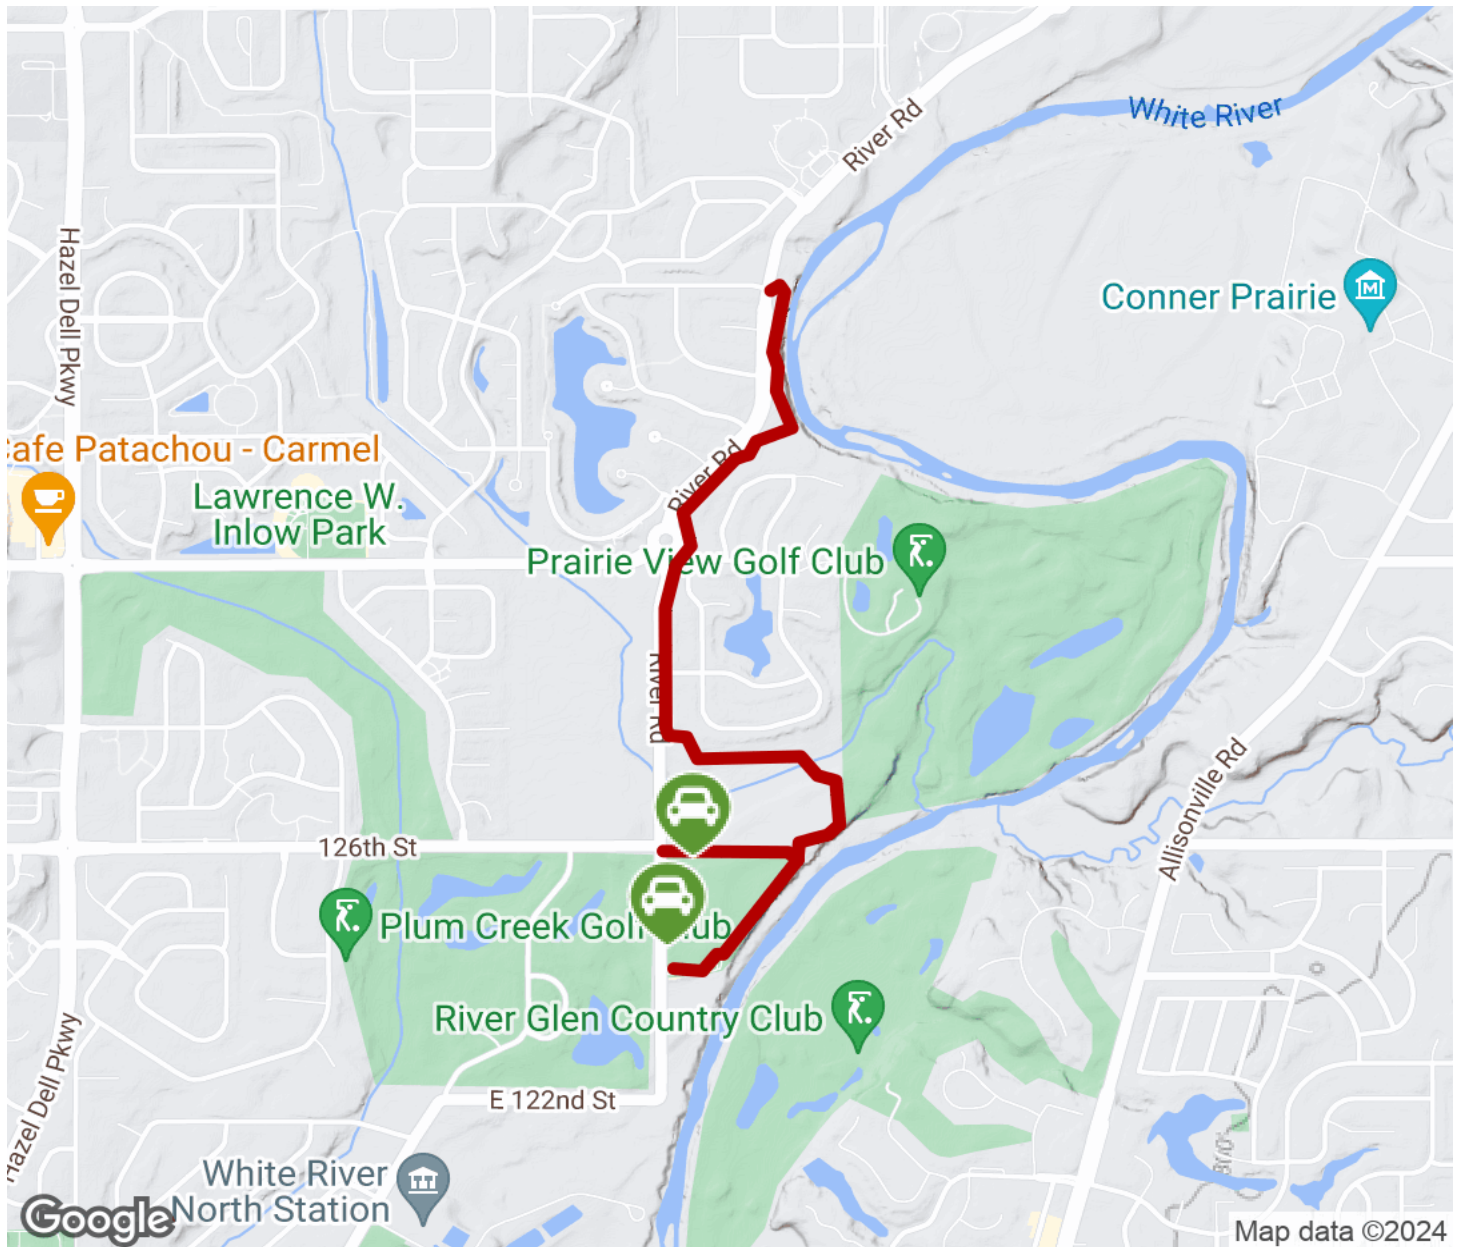 River Rd
White River
Hazel Dell Pkwy
Conner Prairie
Cafe Patachou - Carmel
River Rd
Lawrence W.
Inlow Park
Prairie View Golf Club
River Rd
Allisonville Rd
126th St
Plum Creek Golf Club
River Glen Country Club
Hazel Dell Pkwy
E 122nd St
White River
North Station
Google
Map data ©2024